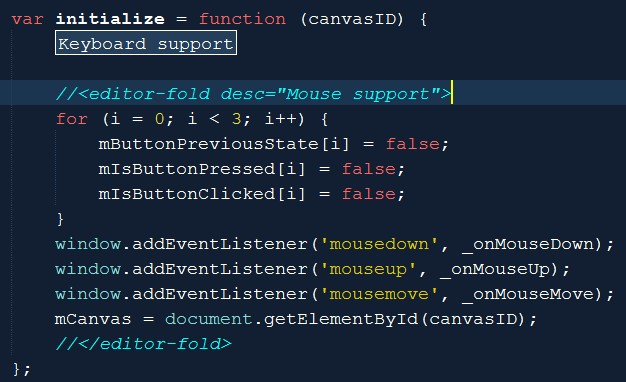 var initialize = function (canvasID) {
Keyboard support
//<editor-fold desc="Mouse support">
for (i = 0; i < 3; i++) {
mButtonPreviousState[i] = false;
mIsButtonPressed[i] = false;
mIsButtonClicked[i] = false;
}
window.addEventListener('mousedown', _onMouseDown);
window.addEventListener('mouseup', _onMouseUp);
window.addEventListener('mousemove', _onMouseMove);
mCanvas = document.getElementById(canvasID);
//</editor-fold>
};